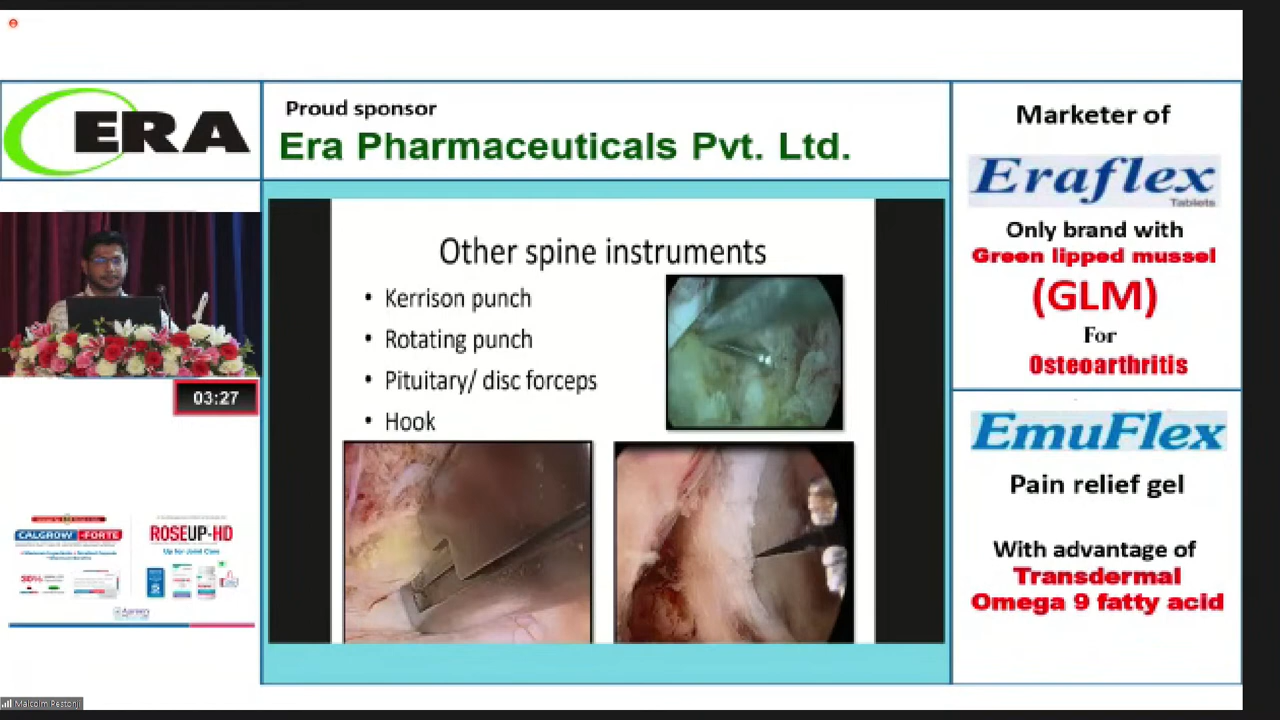 ERA
Proud sponsor
Era Pharmaceuticals Pvt. Ltd.
03:27
CALGROW -FORTE
ROSEUP-HD
Up for Joint Care
Other spine instruments
• Kerrison punch
• Rotating punch
• Pituitary/ disc forceps
• Hook
Marketer of
Eraflex
Tablets
Only brand with
Green lipped mussel
(GLM)
For
Osteoarthritis
EmuFlex
Pain relief gel
With advantage of
Transdermal
Omega 9 fatty acid
Malcolm Pestonji